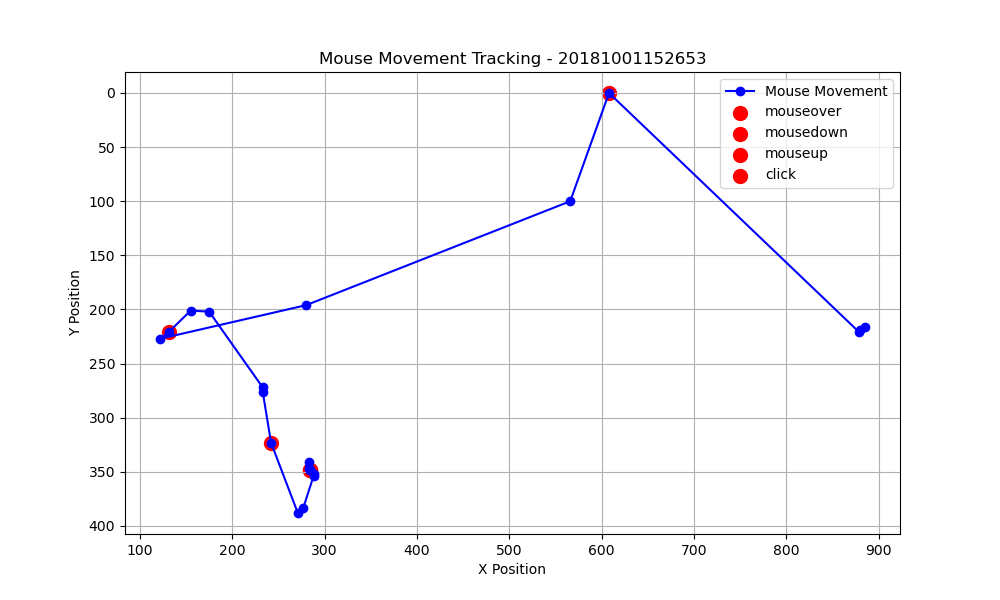 Mouse Movement Tracking - 20181001152653
Mouse Movement
mouseover
mousedown
mouseup
click
Y Position
0
50
100
150
200
250
300
350
400
100 200 300 400 500 600 700 800 900
X Position